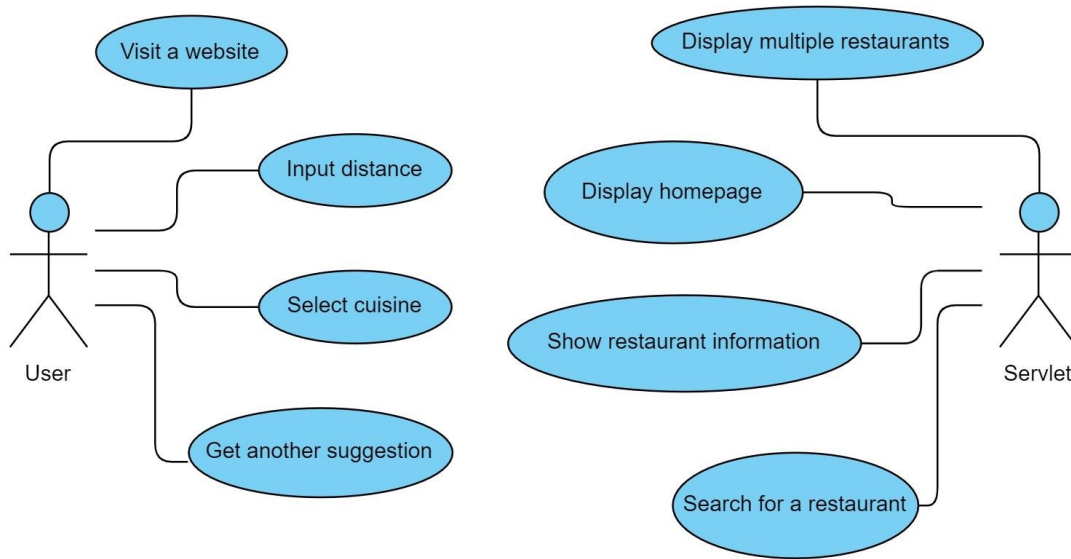 Visit a website
Display multiple restaurants
Input distance
Display homepage
Select cuisine
Show restaurant information
User
Servlet
Get another suggestion
Search for a restaurant